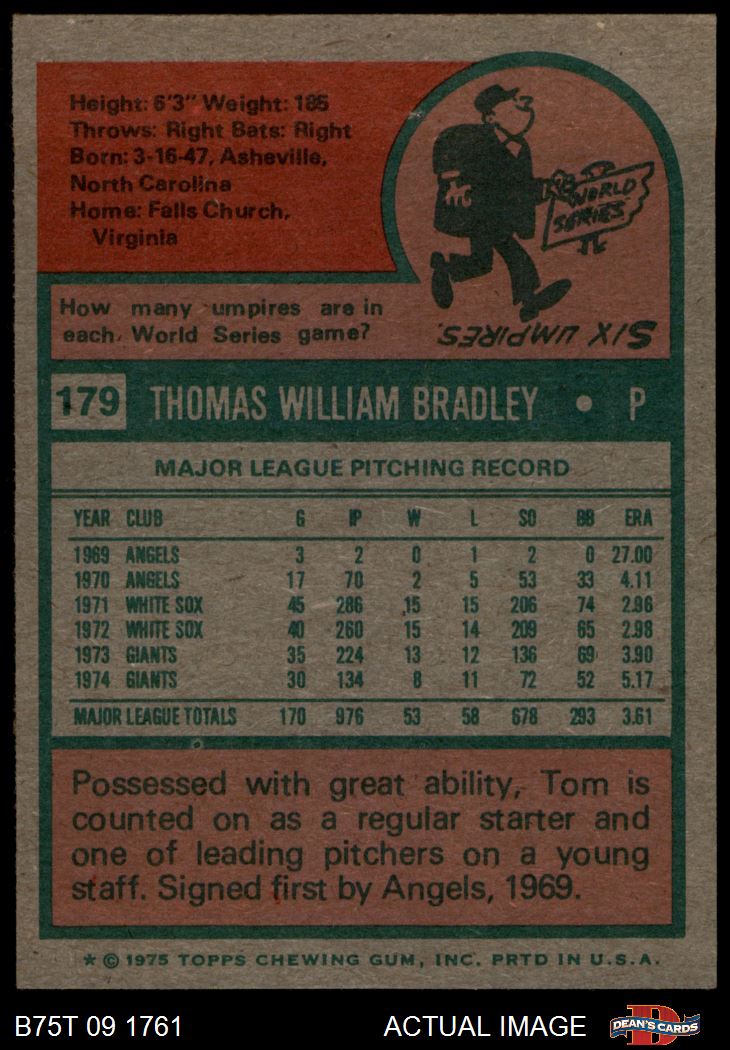 Height: 6'3" Weight: 185
Throws: Right Bats: Right
Born: 3-16-47, Asheville,
North Carolina
Home: Falls Church,
Virginia
WORLD
SERIES
How many umpires are in
each World Series game?
SIX UMPIRES.
179 THOMAS WILLIAM BRADLEY • P
MAJOR LEAGUE PITCHING RECORD
YEAR CLUB G IP W L SO BB ERA
1969 ANGELS 3 2 0 1 2 0 27.00
1970 ANGELS 17 70 2 5 53 33 4.11
1971 WHITE SOX 45 286 15 15 206 74 2.96
1972 WHITE SOX 40 260 15 14 209 65 2.98
1973 GIANTS 35 224 13 12 136 69 3.90
1974 GIANTS 30 134 8 11 72 52 5.17
MAJOR LEAGUE TOTALS 170 976 53 58 678 293 3.61
Possessed with great ability, Tom is
counted on as a regular starter and
one of leading pitchers on a young
staff. Signed first by Angels, 1969.
* © 1975 TOPPS CHEWING GUM, INC. PRTD IN U.S.A.
B75T 09 1761 ACTUAL IMAGE DEAN'S CARDS